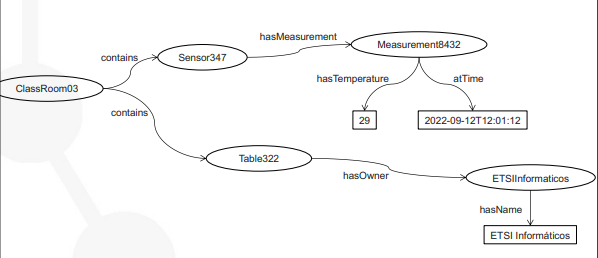 hasMeasurement
Measurement8432
contains
Sensor347
hasTemperature
atTime
ClassRoom03
contains
29
2022-09-12T12:01:12
Table322
hasOwner
ETSIInformaticos
hasName
ETSI Informáticos